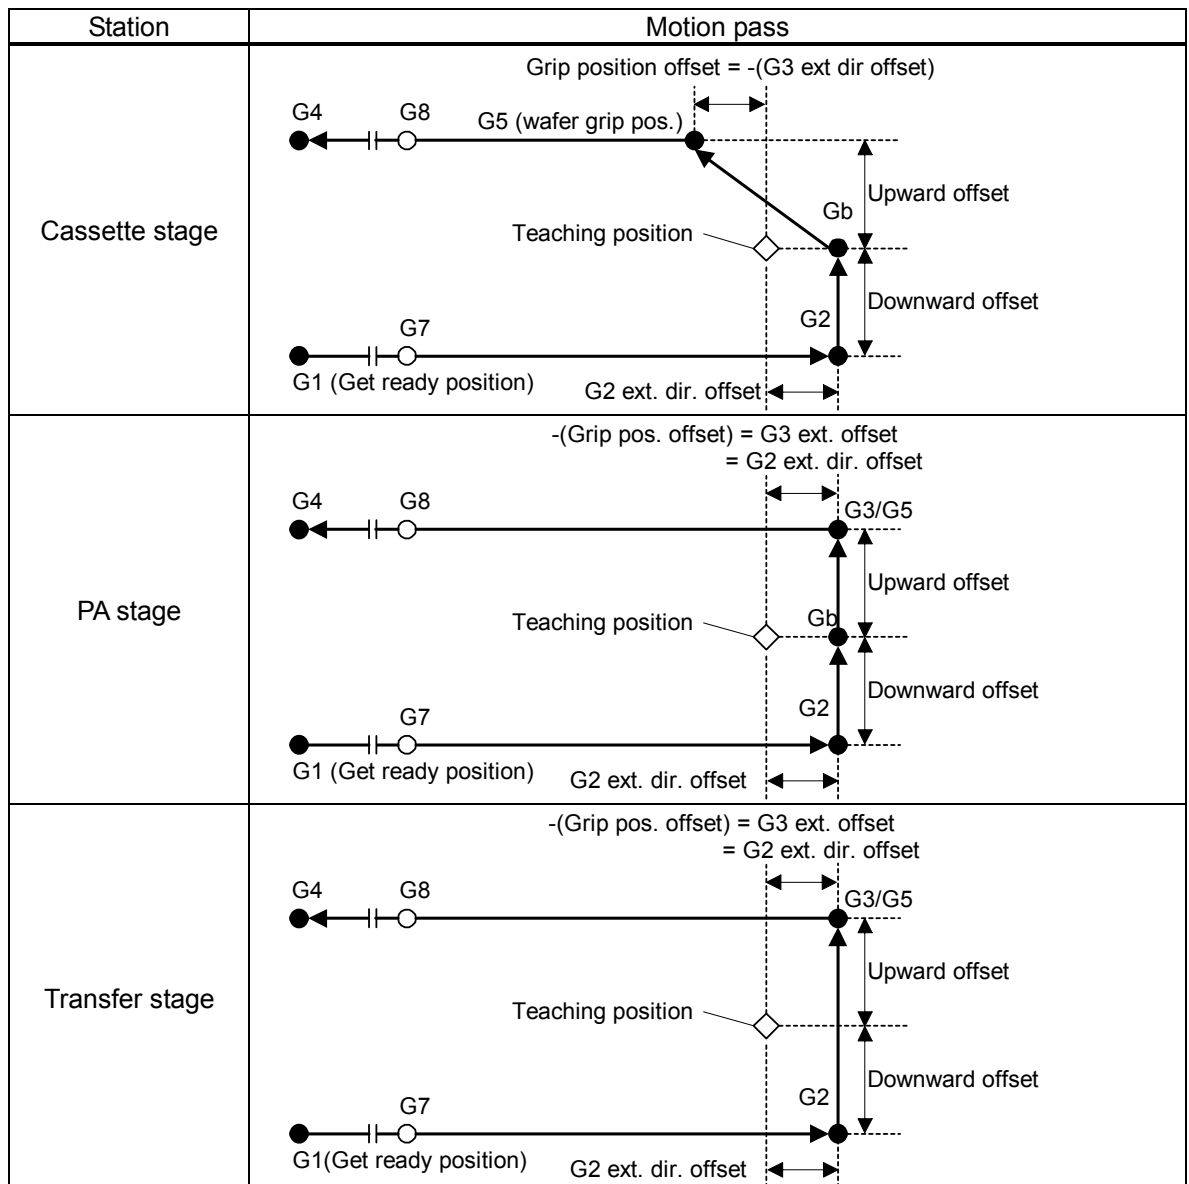 Station
Motion pass
Cassette stage
Grip position offset = -(G3 ext dir offset)
G4
G8
G5 (wafer grip pos.)
Upward offset
Gb
Teaching position
Downward offset
G2
G7
G1 (Get ready position)
G2 ext. dir. offset
PA stage
-(Grip pos. offset) = G3 ext. offset
= G2 ext. dir. offset
G4
G8
G3/G5
Upward offset
Gb
Teaching position
Downward offset
G2
G7
G1 (Get ready position)
G2 ext. dir. offset
Transfer stage
-(Grip pos. offset) = G3 ext. offset
= G2 ext. dir. offset
G4
G8
G3/G5
Upward offset
Teaching position
Downward offset
G2
G7
G1(Get ready position)
G2 ext. dir. offset